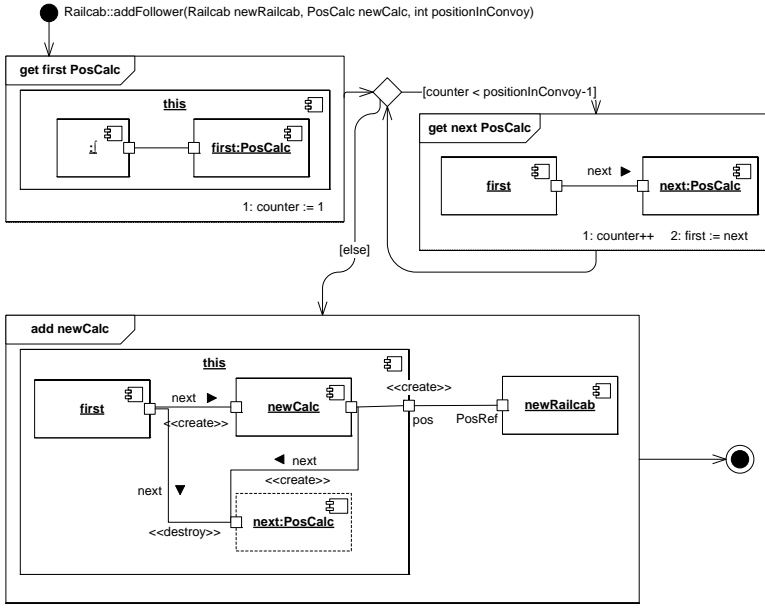 Railcab::addFollower(Railcab newRailcab, PosCalc newCalc, int positionInConvoy)
get first PosCalc
this
:∫
first:PosCalc
1: counter := 1
[counter < positionInConvoy-1]
get next PosCalc
first
next
next:PosCalc
1: counter++ 2: first := next
[else]
add newCalc
this
first
next
<<create>>
newCalc
<<create>>
pos
PosRef
newRailcab
next
<<create>>
next
<<destroy>>
next:PosCalc